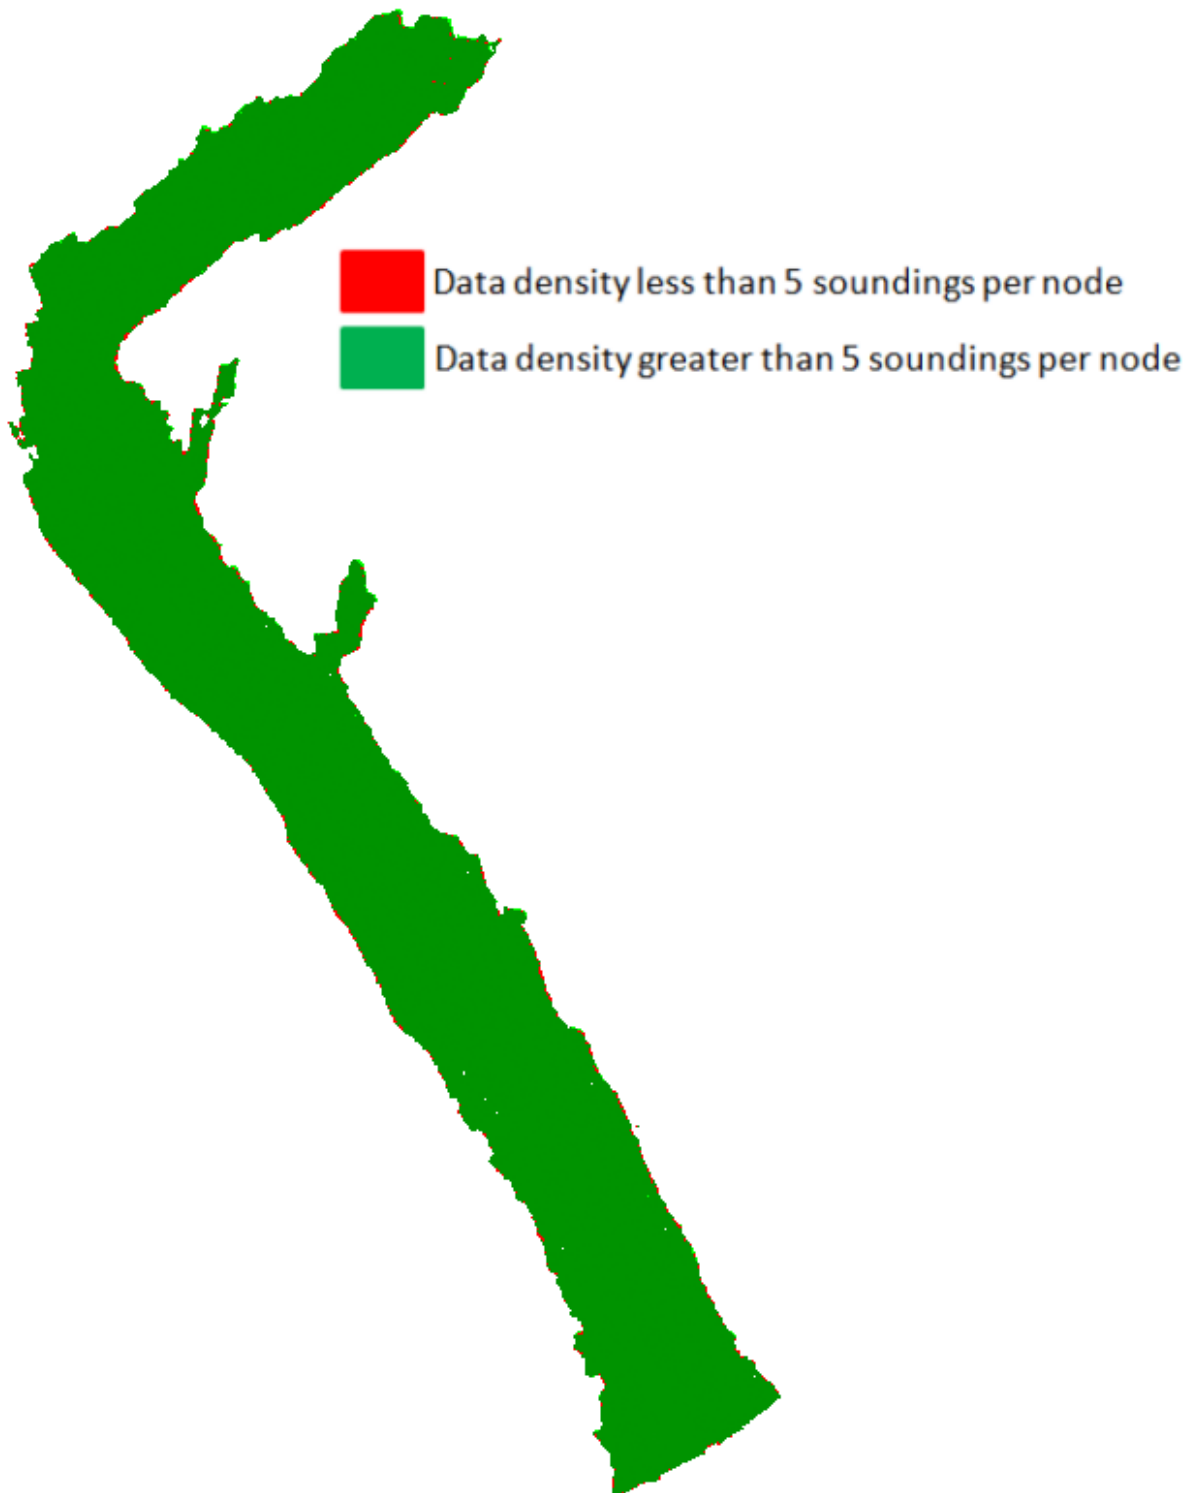 Data density less than 5 soundings per node
Data density greater than 5 soundings per node